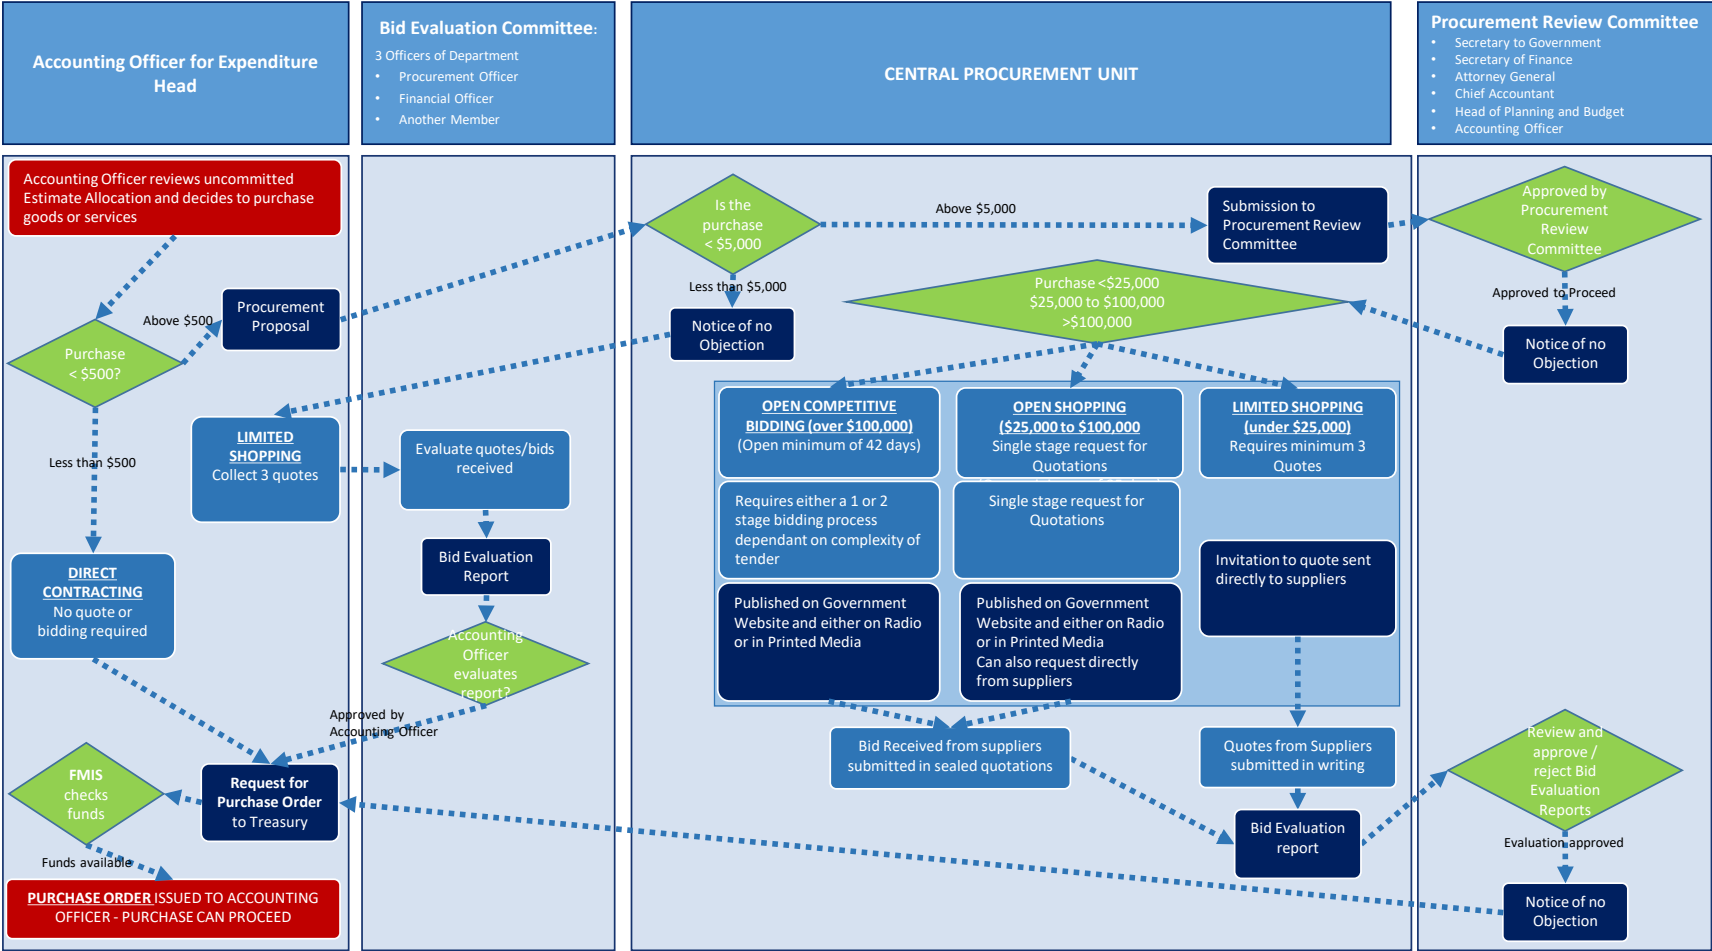 Accounting Officer for Expenditure
Head
Bid Evaluation Committee:
3 Officers of Department
• Procurement Officer
• Financial Officer
• Another Member
CENTRAL PROCUREMENT UNIT
Procurement Review Committee
• Secretary to Government
• Secretary of Finance
• Attorney General
• Chief Accountant
• Head of Planning and Budget
• Accounting Officer
Accounting Officer reviews uncommitted
Estimate Allocation and decides to purchase
goods or services
Purchase
< $500?
Above $500
Procurement
Proposal
Less than $500
LIMITED
SHOPPING
Collect 3 quotes
DIRECT
CONTRACTING
No quote or
bidding required
FMIS
checks
funds
Request for
Purchase Order
to Treasury
Funds available
PURCHASE ORDER ISSUED TO ACCOUNTING
OFFICER - PURCHASE CAN PROCEED
Evaluate quotes/bids
received
Bid Evaluation
Report
Accounting
Officer
evaluates
report?
Approved by
Accounting Officer
Is the
purchase
< $5,000
Above $5,000
Submission to
Procurement Review
Committee
Less than $5,000
Notice of no
Objection
Purchase <$25,000
$25,000 to $100,000
>$100,000
OPEN COMPETITIVE
BIDDING (over $100,000)
(Open minimum of 42 days)
Requires either a 1 or 2
stage bidding process
dependant on complexity of
tender
Published on Government
Website and either on Radio
or in Printed Media
OPEN SHOPPING
($25,000 to $100,000
Single stage request for
Quotations
Single stage request for
Quotations
Published on Government
Website and either on Radio
or in Printed Media
Can also request directly
from suppliers
LIMITED SHOPPING
(under $25,000)
Requires minimum 3
Quotes
Invitation to quote sent
directly to suppliers
Bid Received from suppliers
submitted in sealed quotations
Quotes from Suppliers
submitted in writing
Bid Evaluation
report
Approved by
Procurement
Review
Committee
Approved to Proceed
Notice of no
Objection
Review and
approve /
reject Bid
Evaluation
Reports
Evaluation approved
Notice of no
Objection